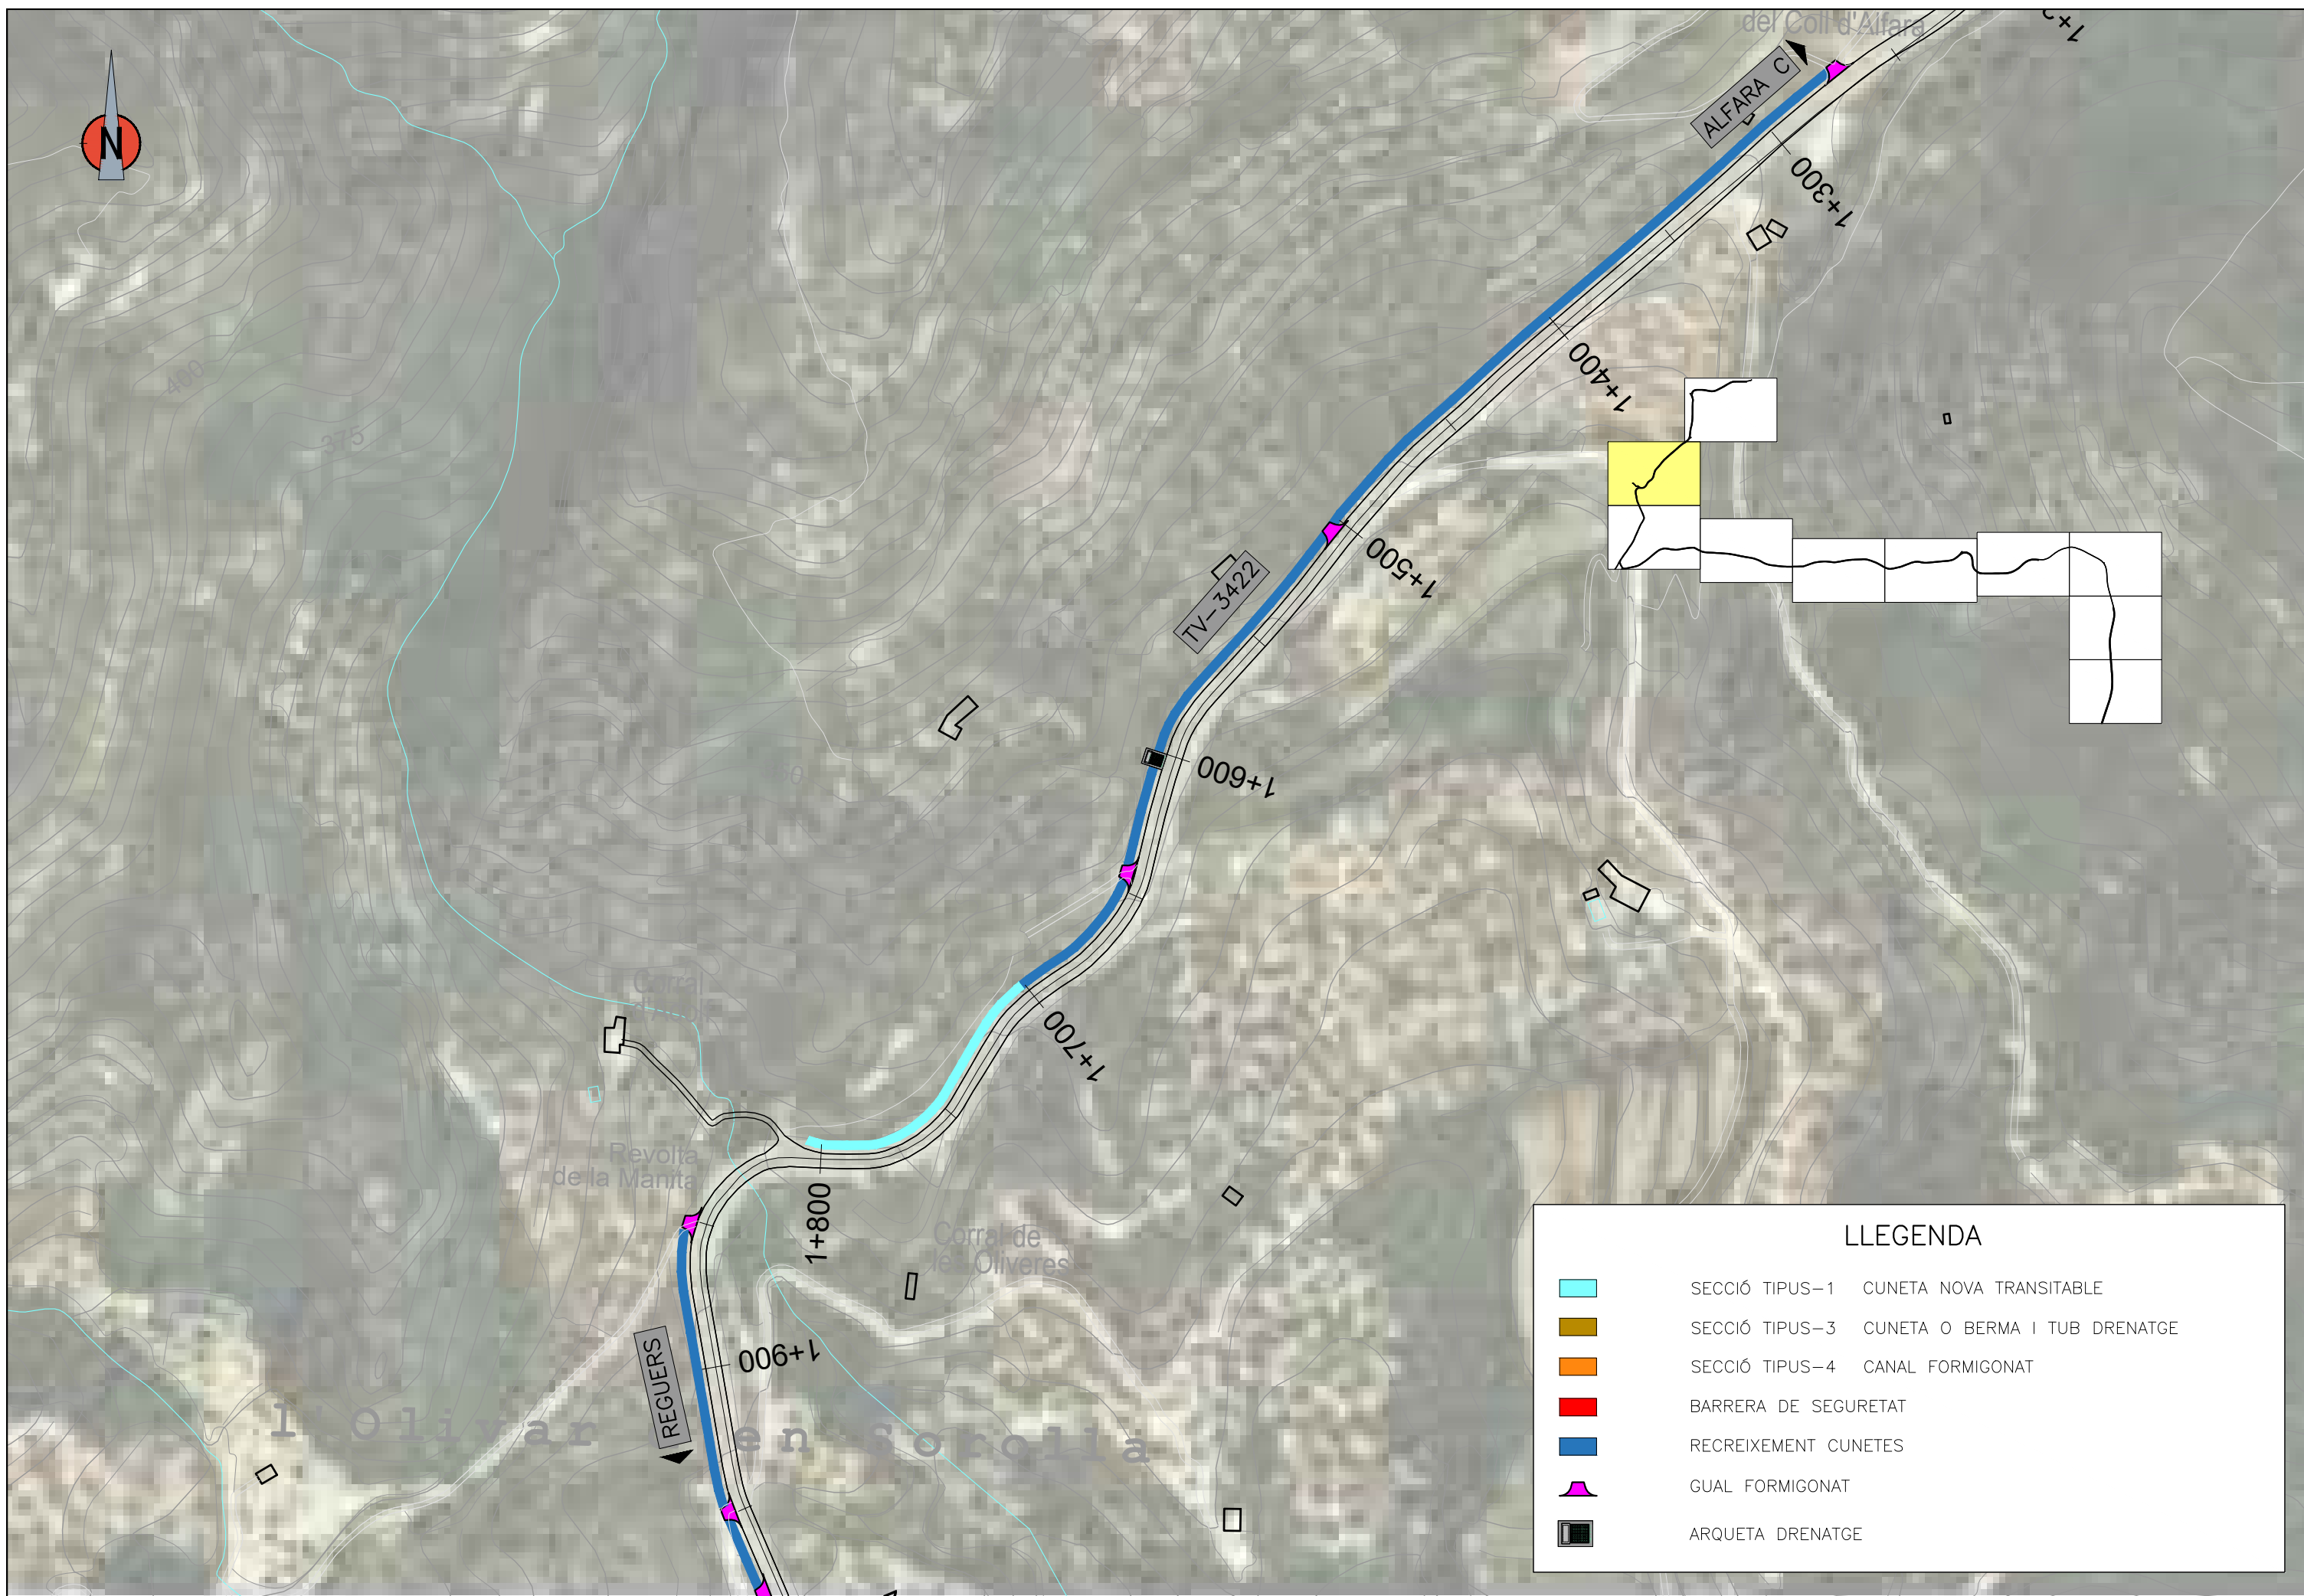 del Coll d'Alfara
N
ALFARA C
1+300
400
1+400
375
1+500
TV-3422
1+600
Corral
1+700
Revolta
de la Manita
1+800
Corral de
les Oliveres
1+900
REGUERS
l'Olivar en Sorolla
LLEGENDA
SECCIÓ TIPUS-1 CUNETA NOVA TRANSITABLE
SECCIÓ TIPUS-3 CUNETA O BERMA I TUB DRENATGE
SECCIÓ TIPUS-4 CANAL FORMIGONAT
BARRERA DE SEGURETAT
RECREIXEMENT CUNETES
GUAL FORMIGONAT
ARQUETA DRENATGE